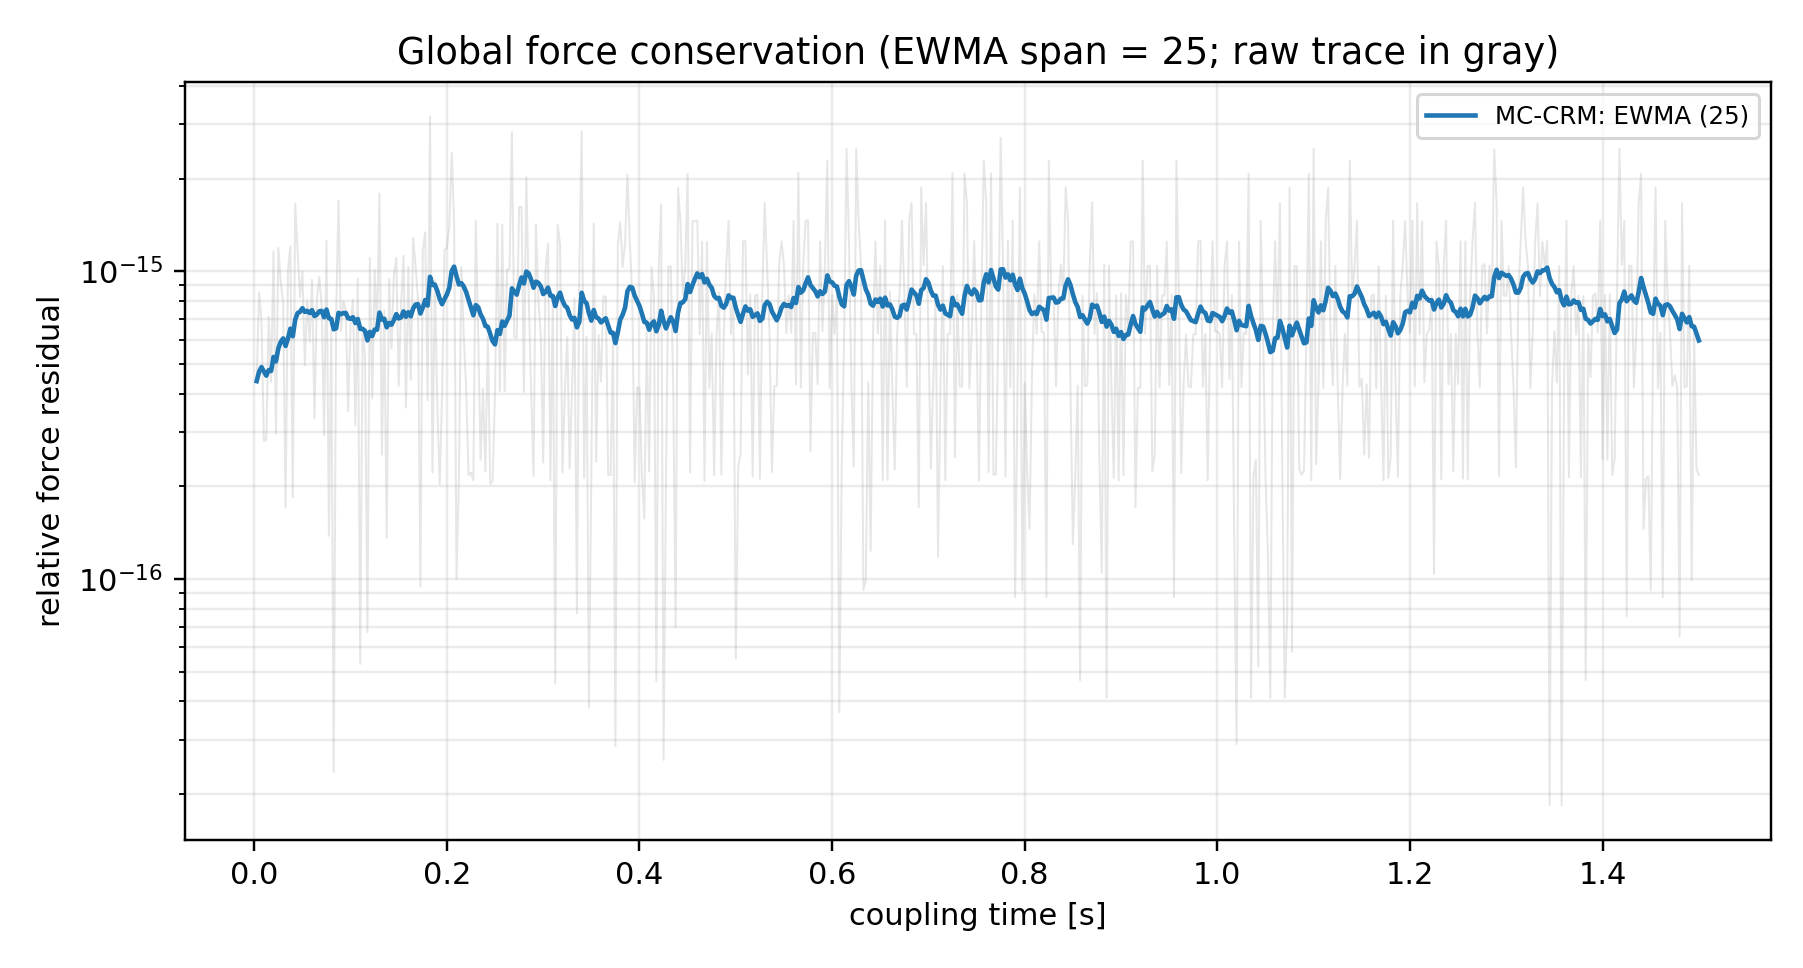 Global force conservation (EWMA span = 25; raw trace in gray)
MC-CRM: EWMA (25)
relative force residual
10⁻¹⁵
10⁻¹⁶
0.0 0.2 0.4 0.6 0.8 1.0 1.2 1.4
coupling time [s]